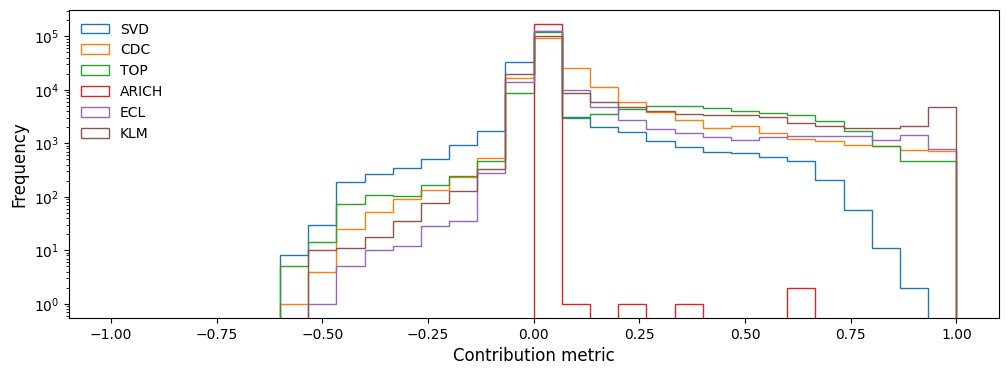 SVD
CDC
TOP
ARICH
ECL
KLM
Frequency
10⁵
10⁴
10³
10²
10¹
10⁰
−1.00 −0.75 −0.50 −0.25 0.00 0.25 0.50 0.75 1.00
Contribution metric